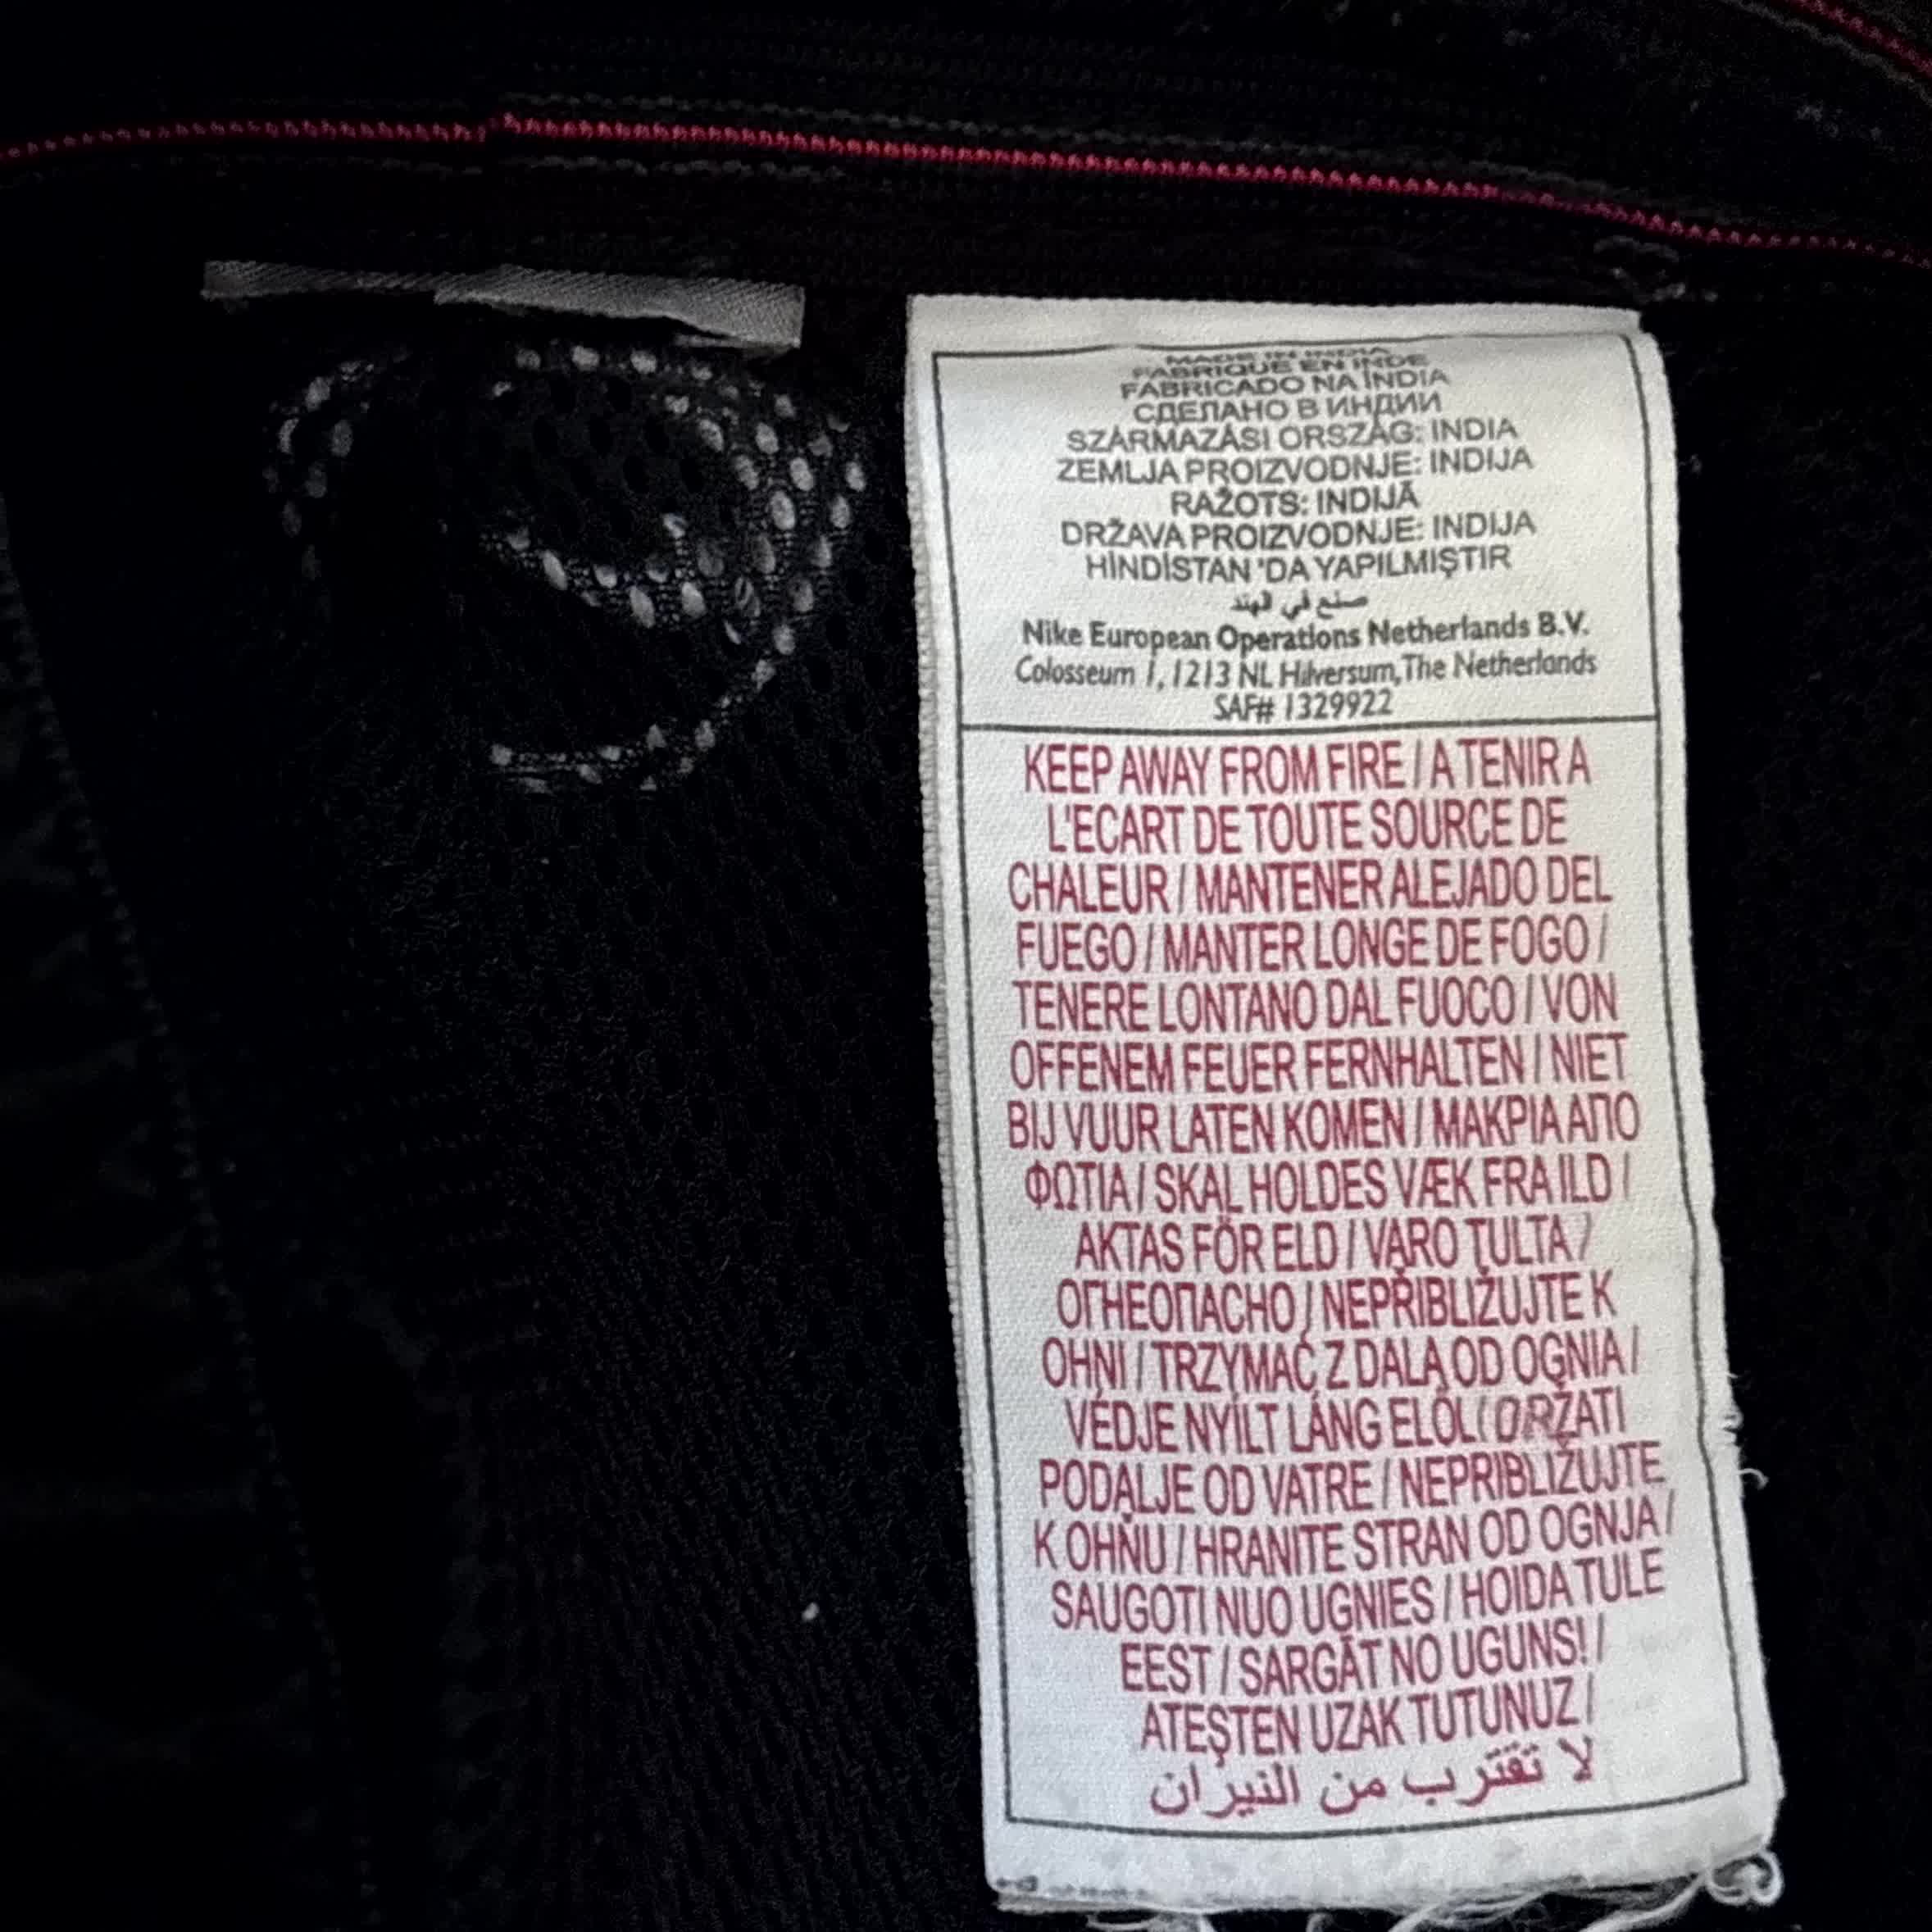 MADE IN INDIA
FABRIQUE EN INDE
FABRICADO NA ÍNDIA
СДЕЛАНО В ИНДИИ
SZÁRMAZÁSI ORSZÁG: INDIA
ZEMLJA PROIZVODNJE: INDIJA
RAŽOTS: INDIJĀ
DRŽAVA PROIZVODNJE: INDIJA
HİNDİSTAN 'DA YAPILMIŞTIR
صنع في الهند
Nike European Operations Netherlands B.V.
Colosseum 1, 1213 NL Hilversum, The Netherlands
SAF# 1329922
KEEP AWAY FROM FIRE / A TENIR A
L'ECART DE TOUTE SOURCE DE
CHALEUR / MANTENER ALEJADO DEL
FUEGO / MANTER LONGE DE FOGO /
TENERE LONTANO DAL FUOCO / VON
OFFENEM FEUER FERNHALTEN / NIET
BIJ VUUR LATEN KOMEN / ΜΑΚΡΙΑ ΑΠΟ
ΦΩΤΙΑ / SKAL HOLDES VÆK FRA ILD /
AKTAS FÖR ELD / VARO TULTA /
ОГНЕОПАСНО / NEPŘIBLIŽUJTE K
OHNI / TRZYMAĆ Z DALA OD OGNIA /
VÉDJE NYÍLT LÁNG ELŐL / DRŽATI
PODALJE OD VATRE / NEPRIBLIŽUJTE
K OHŇU / HRANITE STRAN OD OGNJA /
SAUGOTI NUO UGNIES / HOIDA TULE
EEST / SARGĀT NO UGUNS! /
ATEŞTEN UZAK TUTUNUZ /
لا تقترب من النيران